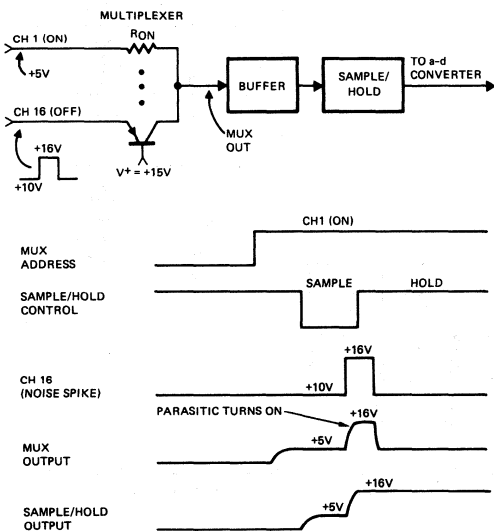 MULTIPLEXER
CH 1 (ON)
RON
+5V
CH 16 (OFF)
+16V
+10V
V+ = +15V
MUX
OUT
BUFFER
SAMPLE/
HOLD
TO a-d
CONVERTER
MUX
ADDRESS
CH1 (ON)
SAMPLE/HOLD
CONTROL
SAMPLE
HOLD
CH 16
(NOISE SPIKE)
+10V
+16V
PARASITIC TURNS ON
+16V
MUX
OUTPUT
+5V
SAMPLE/HOLD
OUTPUT
+5V
+16V